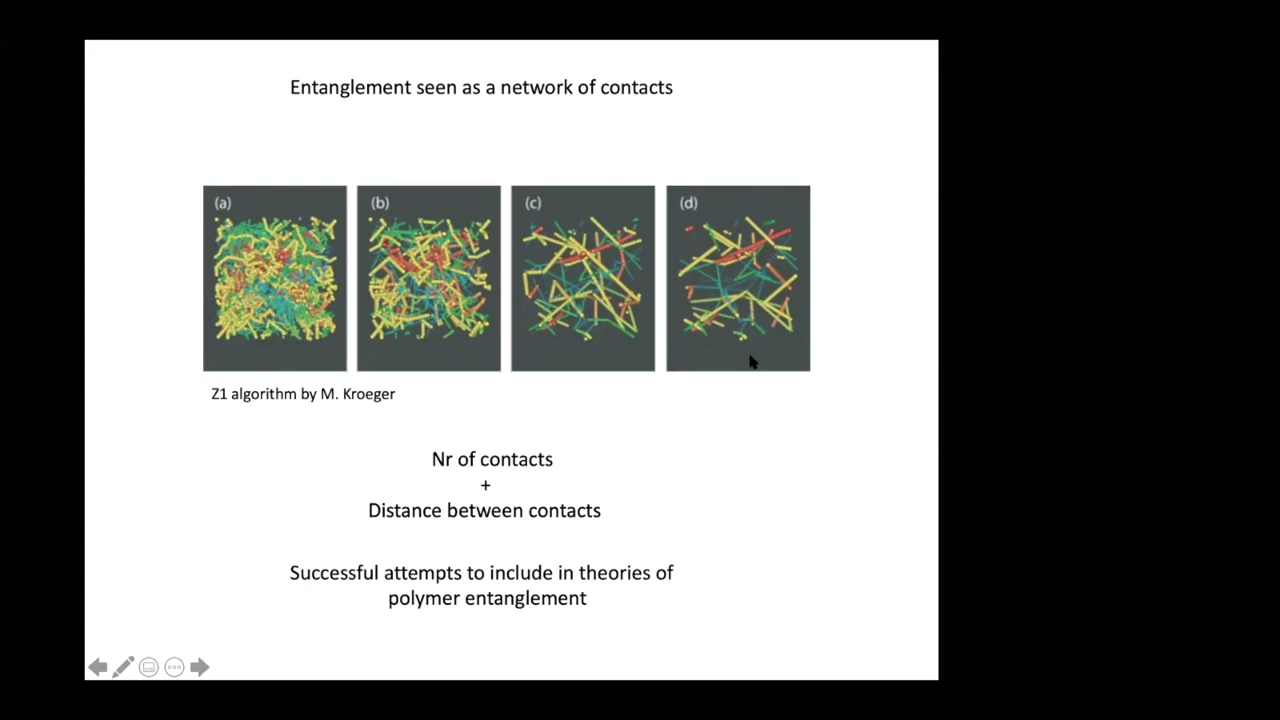 Entanglement seen as a network of contacts
(a)
(b)
(c)
(d)
Z1 algorithm by M. Kroeger
Nr of contacts
+
Distance between contacts
Successful attempts to include in theories of
polymer entanglement